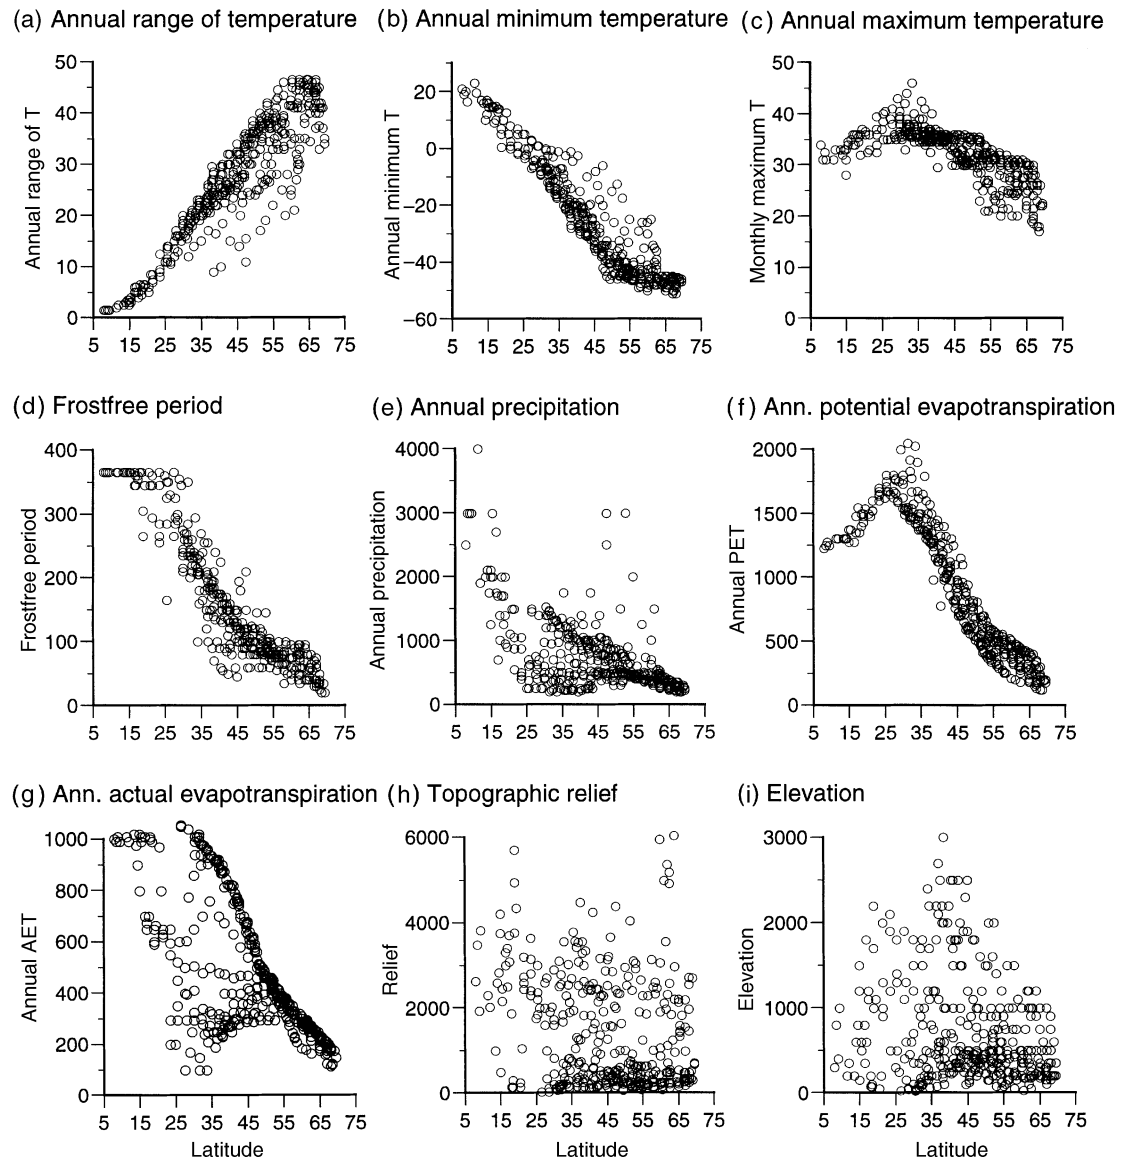 (a) Annual range of temperature (b) Annual minimum temperature (c) Annual maximum temperature
Annual range of T
50
40
30
20
10
0
5 15 25 35 45 55 65 75
Annual minimum T
20
0
−20
−40
−60
5 15 25 35 45 55 65 75
Monthly maximum T
50
40
30
20
10
0
5 15 25 35 45 55 65 75
(d) Frostfree period (e) Annual precipitation (f) Ann. potential evapotranspiration
Frostfree period
400
300
200
100
0
5 15 25 35 45 55 65 75
Annual precipitation
4000
3000
2000
1000
0
5 15 25 35 45 55 65 75
Annual PET
2000
1500
1000
500
0
5 15 25 35 45 55 65 75
(g) Ann. actual evapotranspiration (h) Topographic relief (i) Elevation
Annual AET
1000
800
600
400
200
0
5 15 25 35 45 55 65 75
Latitude
Relief
6000
4000
2000
0
5 15 25 35 45 55 65 75
Latitude
Elevation
3000
2000
1000
0
5 15 25 35 45 55 65 75
Latitude